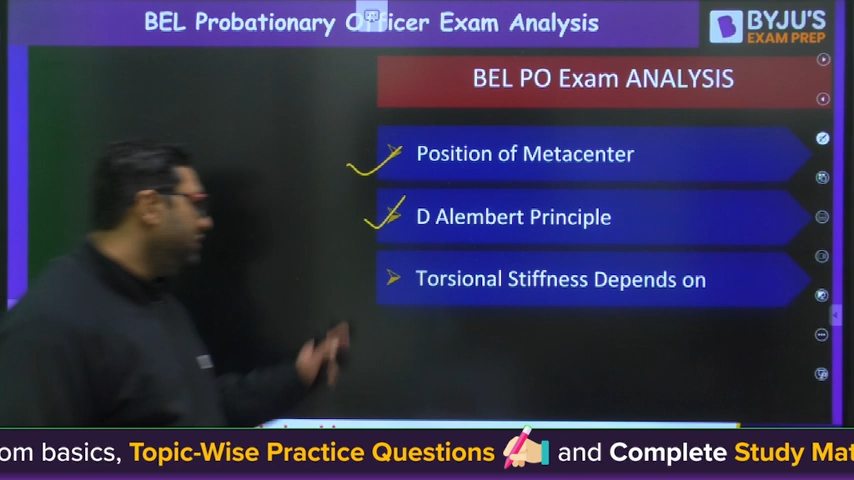 BEL Probationary Officer Exam Analysis
BYJU'S
EXAM PREP
BEL PO Exam ANALYSIS
Position of Metacenter
D Alembert Principle
Torsional Stiffness Depends on
om basics, Topic-Wise Practice Questions and Complete Study Mat